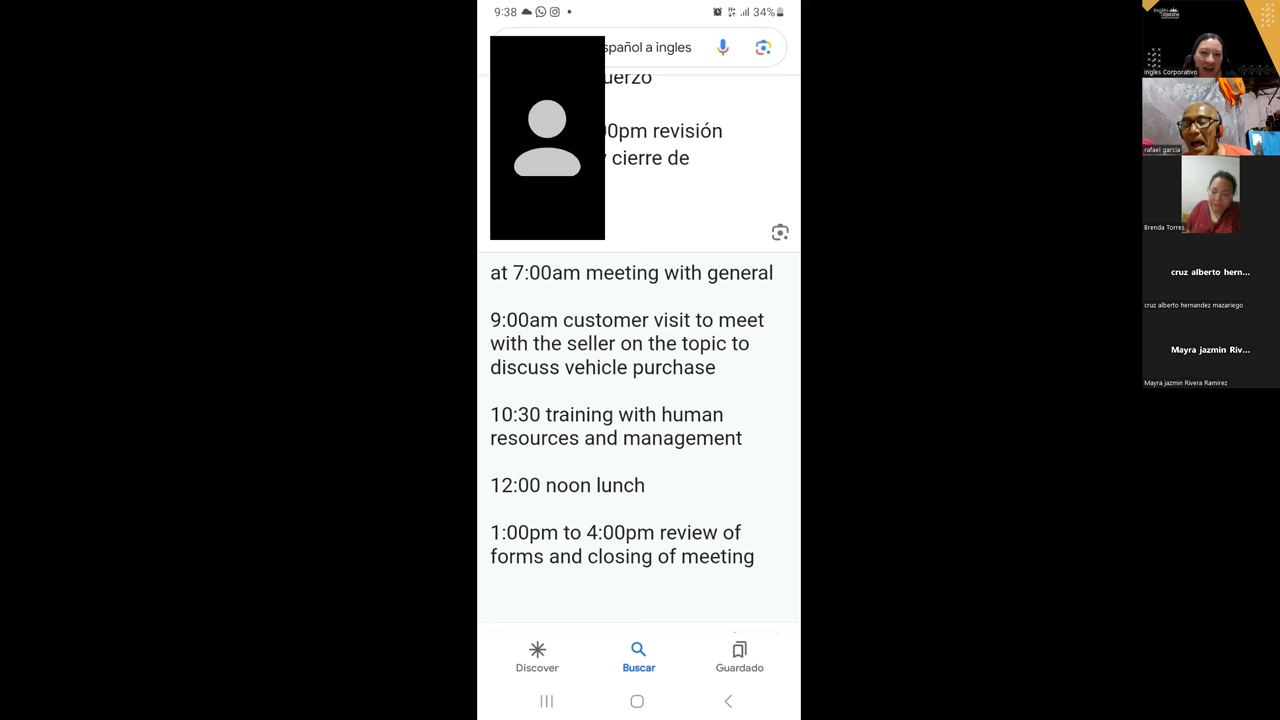 9:38
34%
spañol a ingles
uerzo
00pm revisión
y cierre de
at 7:00am meeting with general
9:00am customer visit to meet
with the seller on the topic to
discuss vehicle purchase
10:30 training with human
resources and management
12:00 noon lunch
1:00pm to 4:00pm review of
forms and closing of meeting
Discover
Buscar
Guardado
Inglés
Corporativo
Ingles Corporativo
rafael garcia
Brenda Torres
cruz alberto hern...
cruz alberto hernandez mazariego
Mayra jazmin Riv...
Mayra jazmin Rivera Ramirez